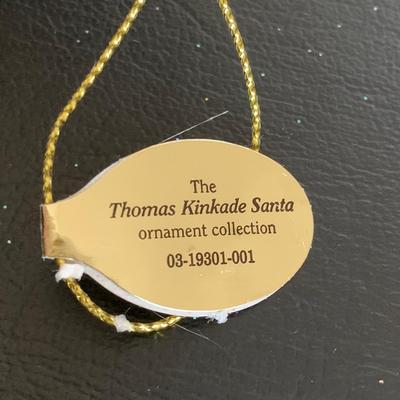 The
Thomas Kinkade Santa
ornament collection
03-19301-001